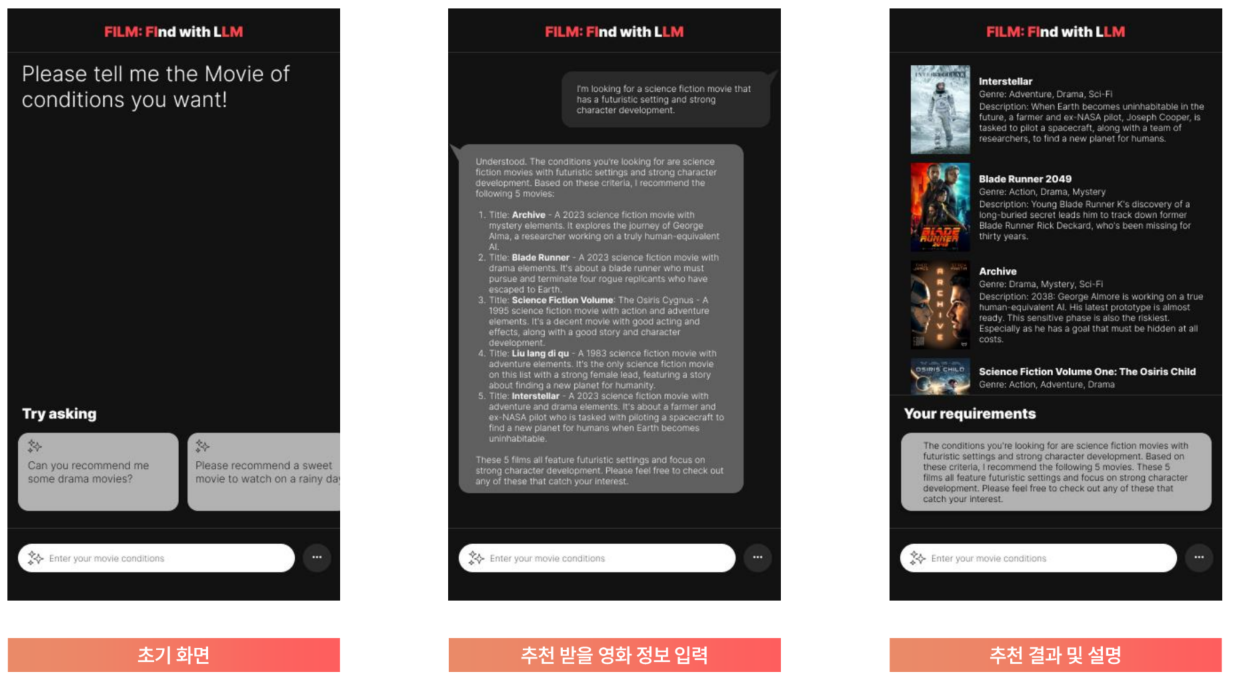 FILM: FInd with LLM
Please tell me the Movie of
conditions you want!
Try asking
Can you recommend me
some drama movies?
Please recommend a sweet
movie to watch on a rainy day
Enter your movie conditions
초기 화면
FILM: FInd with LLM
I'm looking for a science fiction movie that
has a futuristic setting and strong
character development.
Understood. The conditions you're looking for are science
fiction movies with futuristic settings and strong character
development. Based on these criteria, I recommend the
following 5 movies:
1. Title: Archive - A 2023 science fiction movie with
mystery elements. It explores the journey of George
Alma, a researcher working on a truly human-equivalent
AI.
2. Title: Blade Runner - A 2023 science fiction movie with
drama elements. It's about a blade runner who must
pursue and terminate four rogue replicants who have
escaped to Earth.
3. Title: Science Fiction Volume: The Osiris Cygnus - A
1995 science fiction movie with action and adventure
elements. It's a decent movie with good acting and
effects, along with a good story and character
development.
4. Title: Liu lang di qu - A 1983 science fiction movie with
adventure elements. It's the only science fiction movie
on this list with a strong female lead, featuring a story
about finding a new planet for humanity.
5. Title: Interstellar - A 2023 science fiction movie with
adventure and drama elements. It's about a farmer and
ex-NASA pilot who is tasked with piloting a spacecraft to
find a new planet for humans when Earth becomes
uninhabitable.
These 5 films all feature futuristic settings and focus on
strong character development. Please feel free to check out
any of these that catch your interest.
Enter your movie conditions
추천 받을 영화 정보 입력
FILM: FInd with LLM
INTERSTELLAR
Interstellar
Genre: Adventure, Drama, Sci-Fi
Description: When Earth becomes uninhabitable in the
future, a farmer and ex-NASA pilot, Joseph Cooper, is
tasked to pilot a spacecraft, along with a team of
researchers, to find a new planet for humans.
BLADE
RUNNER
2049
Blade Runner 2049
Genre: Action, Drama, Mystery
Description: Young Blade Runner K's discovery of a
long-buried secret leads him to track down former
Blade Runner Rick Deckard, who's been missing for
thirty years.
ARCHIVE
Archive
Genre: Drama, Mystery, Sci-Fi
Description: 2038: George Almore is working on a true
human-equivalent AI. His latest prototype is almost
ready. This sensitive phase is also the riskiest.
Especially as he has a goal that must be hidden at all
costs.
OSIRIS CHILD
Science Fiction Volume One: The Osiris Child
Genre: Action, Adventure, Drama
Your requirements
The conditions you're looking for are science fiction movies with
futuristic settings and strong character development. Based on
these criteria, I recommend the following 5 movies. These 5
films all feature futuristic settings and focus on strong character
development. Please feel free to check out any of these that
catch your interest.
Enter your movie conditions
추천 결과 및 설명